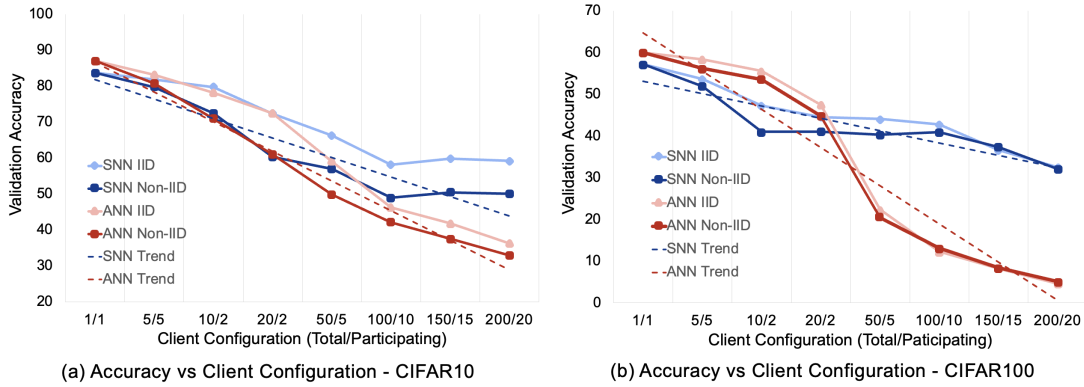 100
90
80
70
60
50
40
30
20
Validation Accuracy
SNN IID
SNN Non-IID
ANN IID
ANN Non-IID
SNN Trend
ANN Trend
1/1 5/5 10/2 20/2 50/5 100/10 150/15 200/20
Client Configuration (Total/Participating)
(a) Accuracy vs Client Configuration - CIFAR10
70
60
50
40
30
20
10
0
Validation Accuracy
SNN IID
SNN Non-IID
ANN IID
ANN Non-IID
SNN Trend
ANN Trend
1/1 5/5 10/2 20/2 50/5 100/10 150/15 200/20
Client Configuration (Total/Paticipating)
(b) Accuracy vs Client Configuration - CIFAR100